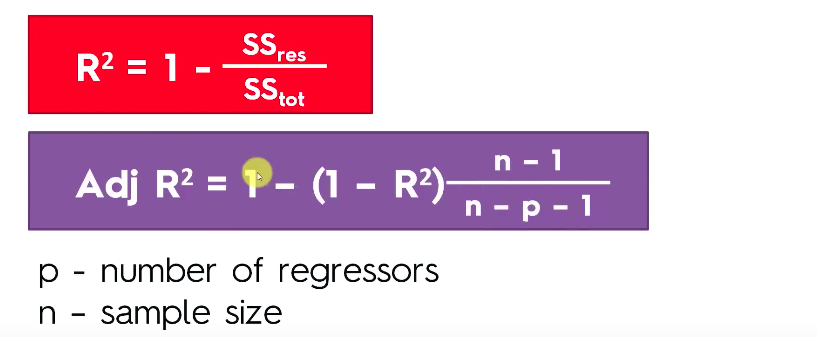 R² = 1 - SSres / SStot
Adj R² = 1 – (1 – R²) n – 1 / n – p – 1
p - number of regressors
n – sample size